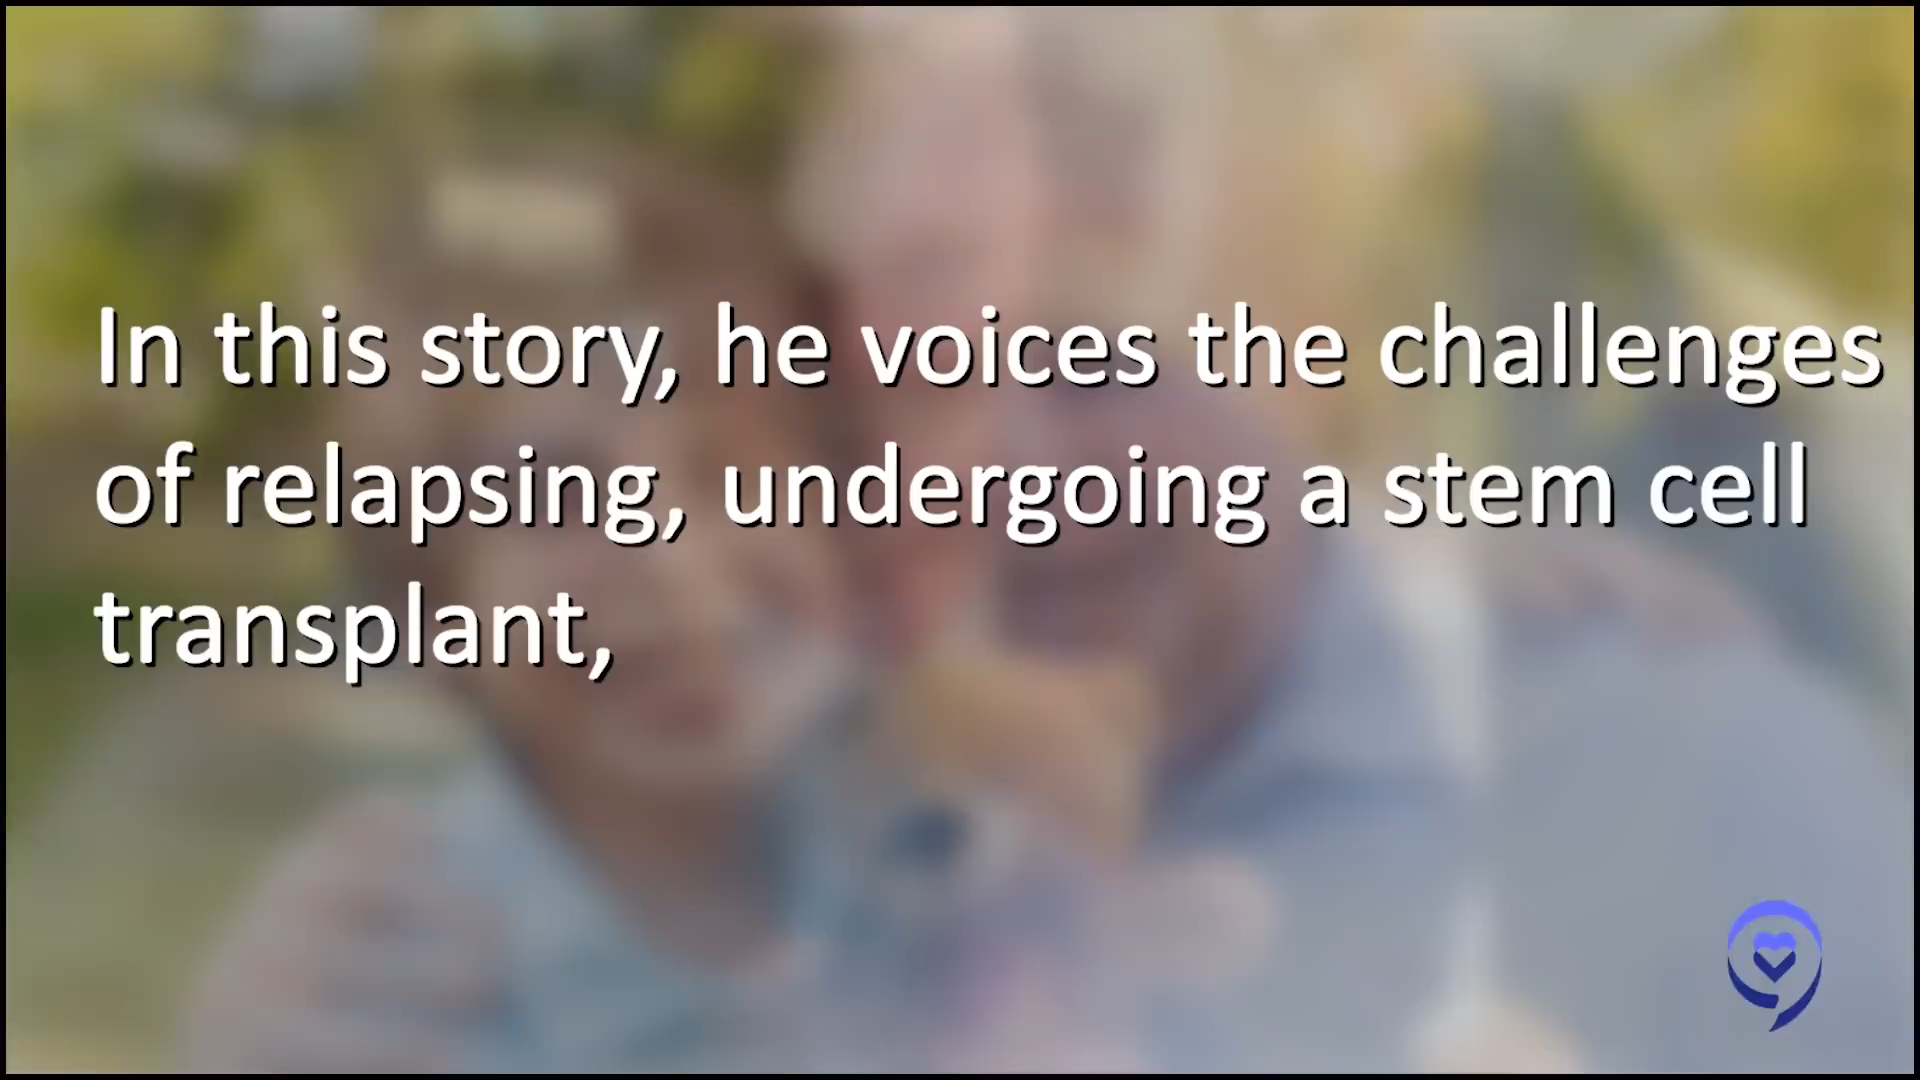 In this story, he voices the challenges
of relapsing, undergoing a stem cell
transplant,